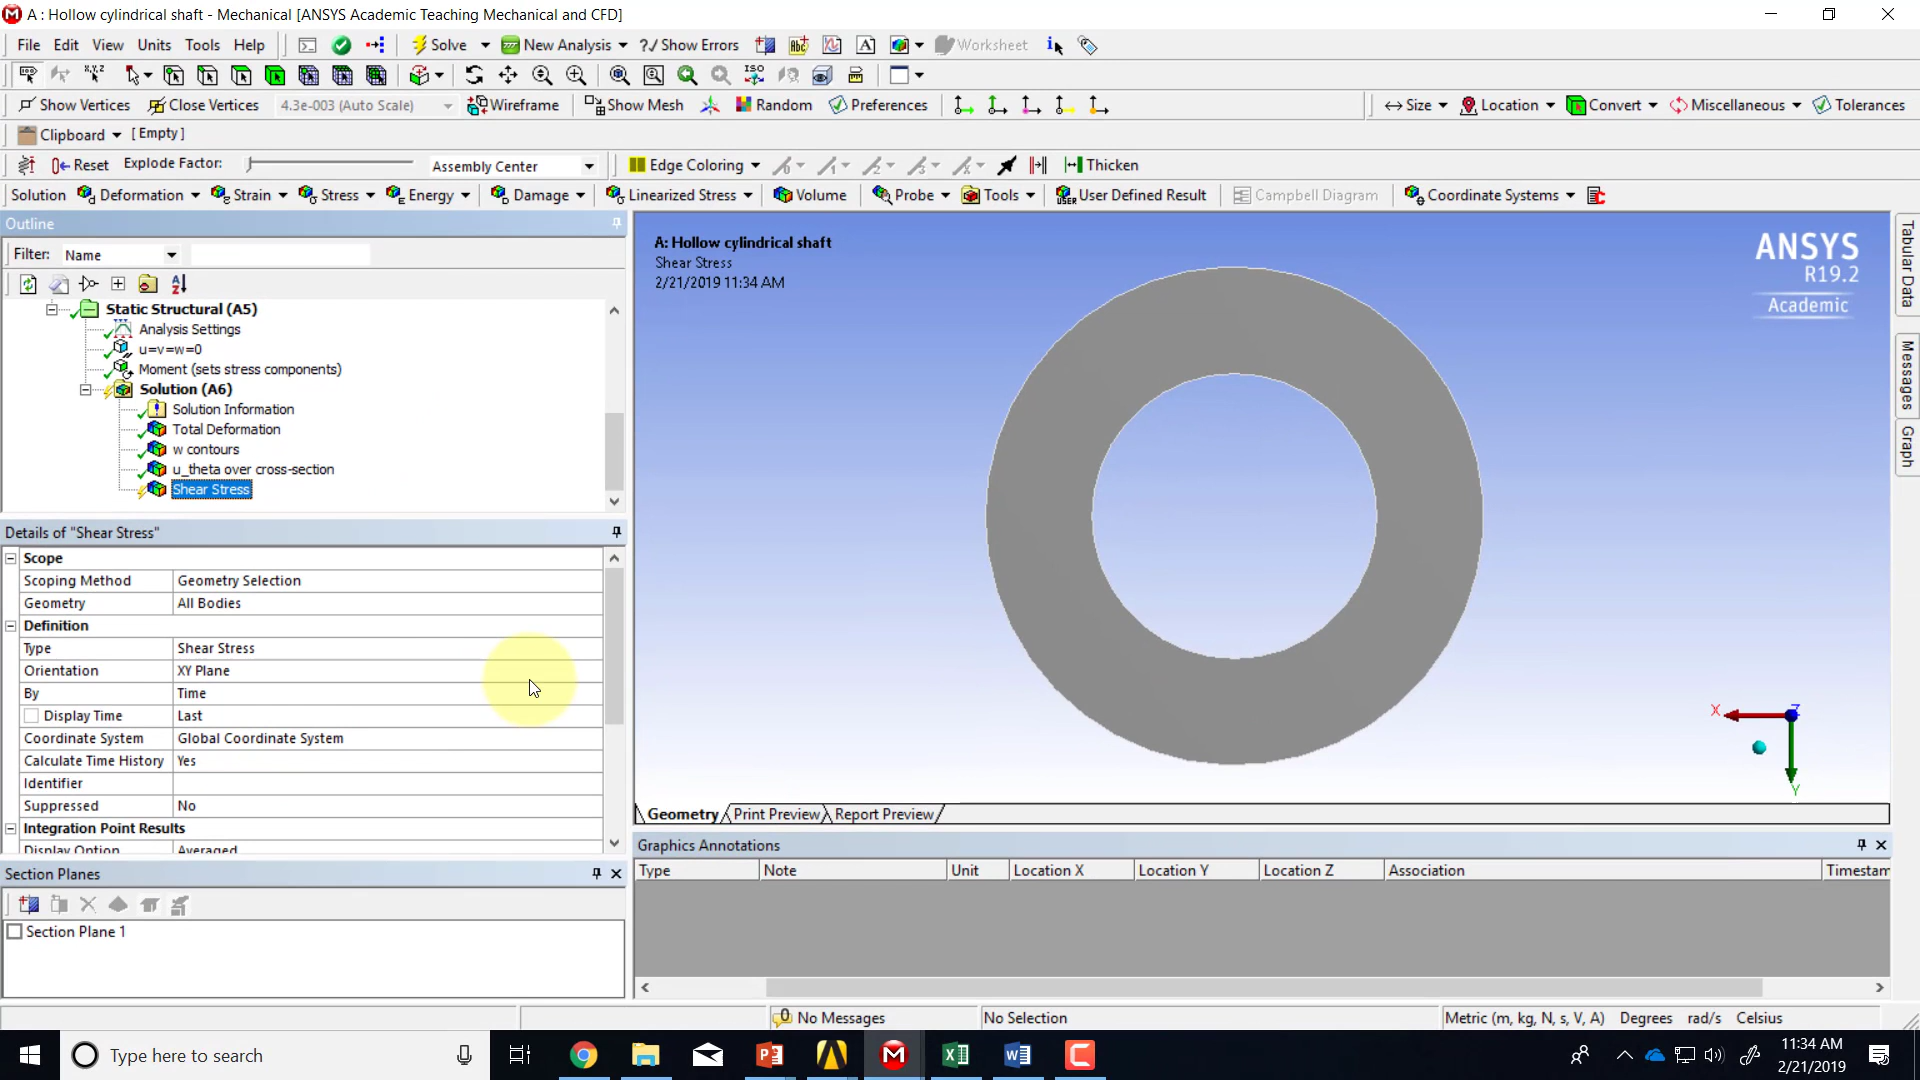 A : Hollow cylindrical shaft - Mechanical [ANSYS Academic Teaching Mechanical and CFD]
File Edit View Units Tools Help Solve New Analysis ?/ Show Errors Abc A Worksheet
X,Y,Z ISO
Show Vertices Close Vertices 4.3e-003 (Auto Scale) Wireframe Show Mesh Random Preferences Size Location Convert Miscellaneous Tolerances
Clipboard [ Empty ]
Reset Explode Factor: Assembly Center Edge Coloring Thicken
Solution Deformation Strain Stress Energy Damage Linearized Stress Volume Probe Tools User Defined Result Campbell Diagram Coordinate Systems
Outline
Filter: Name
Static Structural (A5)
Analysis Settings
u=v=w=0
Moment (sets stress components)
Solution (A6)
Solution Information
Total Deformation
w contours
u_theta over cross-section
Shear Stress
Details of "Shear Stress"
Scope
Scoping Method Geometry Selection
Geometry All Bodies
Definition
Type Shear Stress
Orientation XY Plane
By Time
Display Time Last
Coordinate System Global Coordinate System
Calculate Time History Yes
Identifier
Suppressed No
Integration Point Results
Display Option Averaged
Section Planes
Section Plane 1
A: Hollow cylindrical shaft
Shear Stress
2/21/2019 11:34 AM
ANSYS
R19.2
Academic
X
Z
Y
Tabular Data
Messages
Graph
Geometry Print Preview Report Preview
Graphics Annotations
Type Note Unit Location X Location Y Location Z Association Timestam
No Messages No Selection Metric (m, kg, N, s, V, A) Degrees rad/s Celsius
Type here to search
11:34 AM
2/21/2019